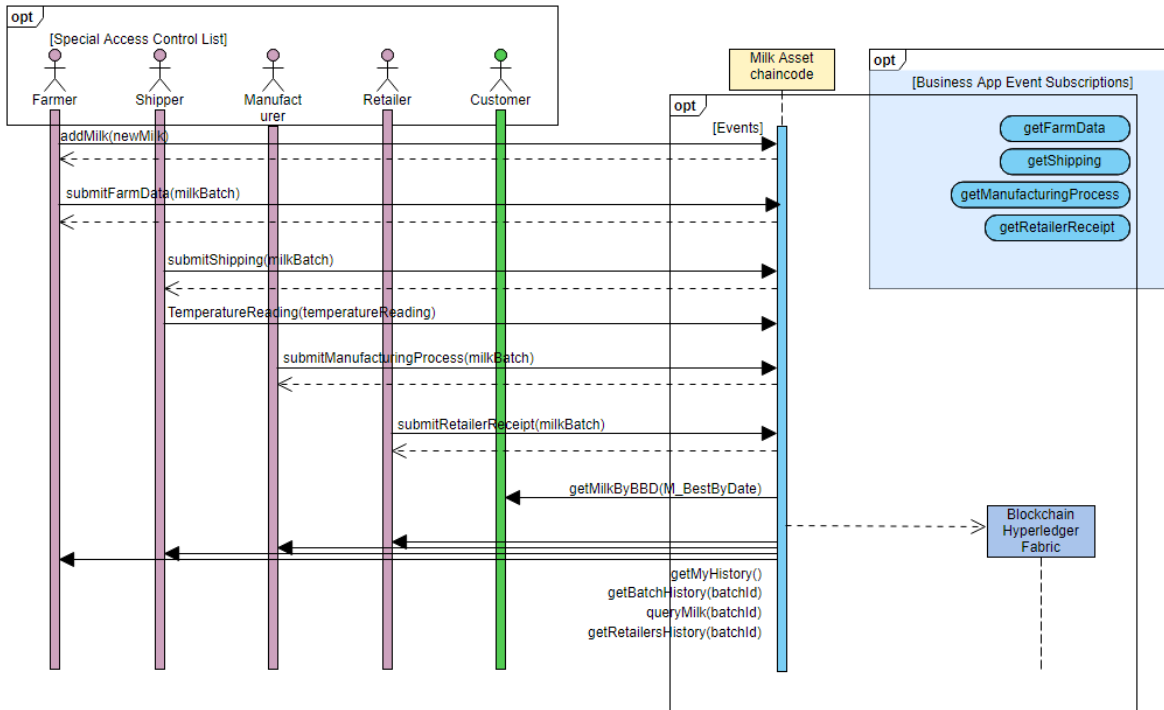 opt
[Special Access Control List]
Farmer
Shipper
Manufact
urer
Retailer
Customer
Milk Asset
chaincode
opt
[Business App Event Subscriptions]
getFarmData
getShipping
getManufacturingProcess
getRetailerReceipt
opt
[Events]
addMilk(newMilk)
submitFarmData(milkBatch)
submitShipping(milkBatch)
TemperatureReading(temperatureReading)
submitManufacturingProcess(milkBatch)
submitRetailerReceipt(milkBatch)
getMilkByBBD(M_BestByDate)
Blockchain
Hyperledger
Fabric
getMyHistory()
getBatchHistory(batchId)
queryMilk(batchId)
getRetailersHistory(batchId)